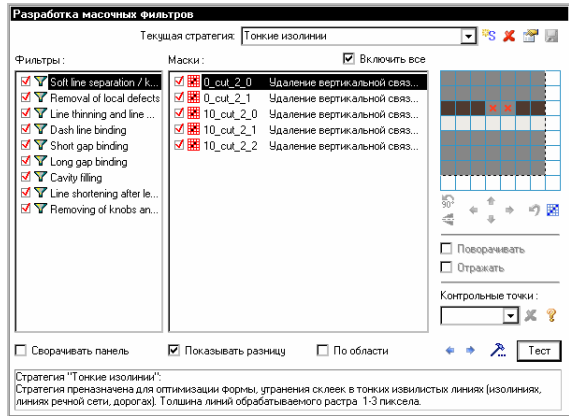 Разработка масочных фильтров
Текущая стратегия: Тонкие изолинии
Фильтры:
Маски:
Включить все
Soft line separation / k...
Removal of local defects
Line thinning and line ...
Dash line binding
Short gap binding
Long gap binding
Cavity filling
Line shortening after le...
Removing of knobs an...
0_cut_2_0 Удаление вертикальной связ...
0_cut_2_1 Удаление вертикальной связ...
10_cut_2_0 Удаление вертикальной связ...
10_cut_2_1 Удаление вертикальной связ...
10_cut_2_2 Удаление вертикальной связ...
90°
Поворачивать
Отражать
Контрольные точки:
Сворачивать панель
Показывать разницу
По области
Тест
Стратегия "Тонкие изолинии":
Стратегия преназначена для оптимизации формы, утранения склеек в тонких извилистых линиях (изолиниях,
линиях речной сети, дорогах). Толшина линий обрабатываемого растра 1-3 пиксела.